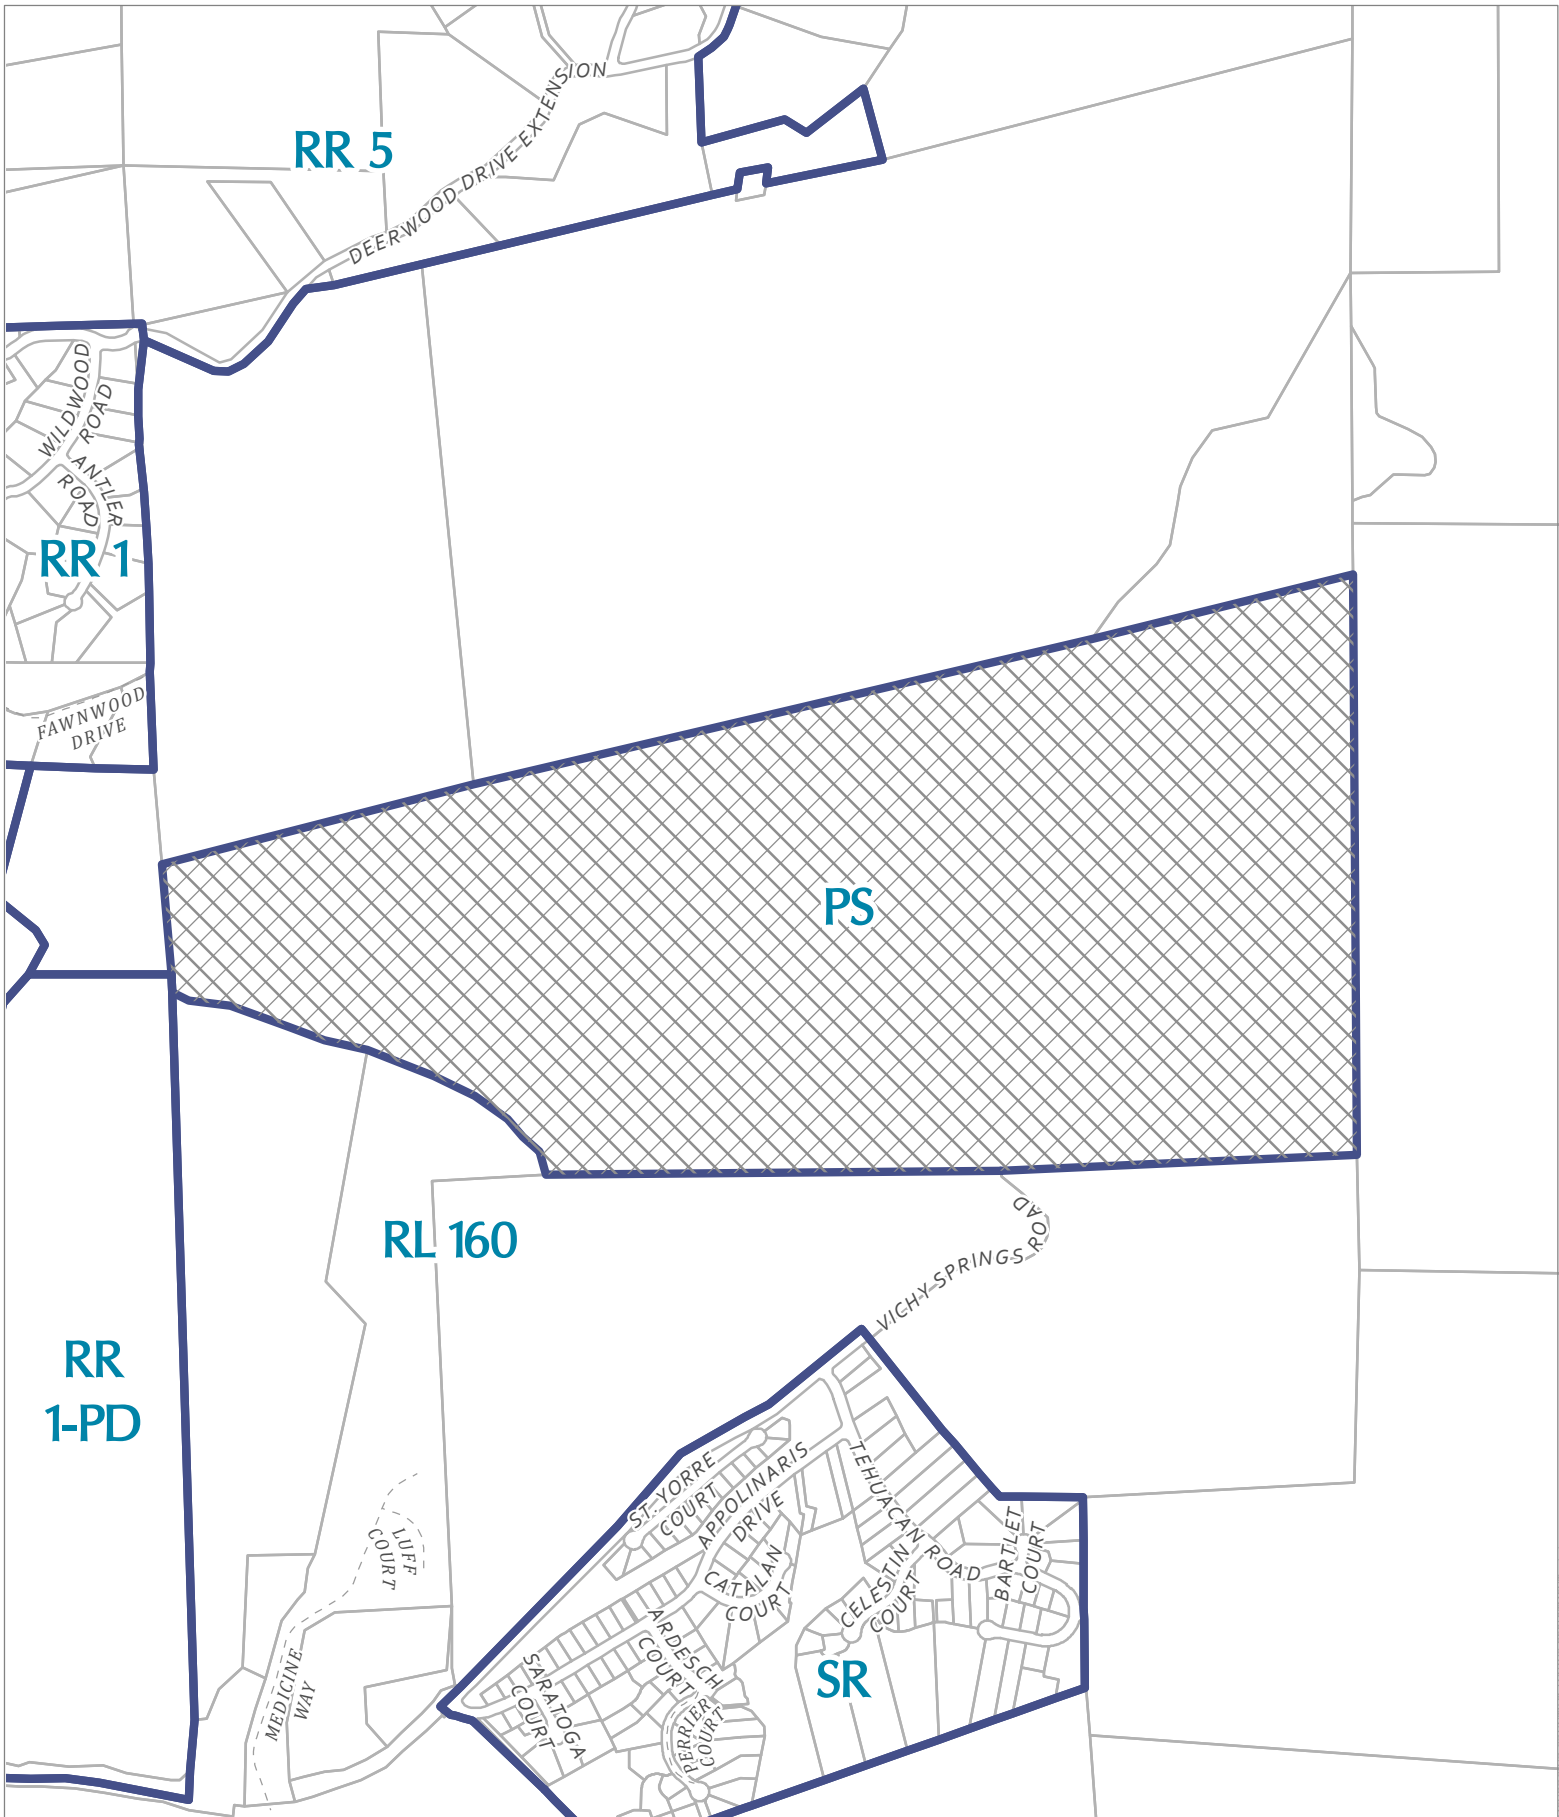 DEERWOOD DRIVE EXTENSION
RR 5
WILDWOOD
ROAD
ANTLER
ROAD
RR 1
FAWNWOOD
DRIVE
PS
VICHY SPRINGS ROAD
RL 160
RR
1-PD
ST. YORRE
COURT
APPOLINARIS
DRIVE
TEHUACAN ROAD
BARTLET
COURT
CELESTIN
COURT
CATALAN
COURT
LUFF
COURT
ARDESCH
COURT
SARATOGA
COURT
PERRIER
COURT
SR
MEDICINE
WAY